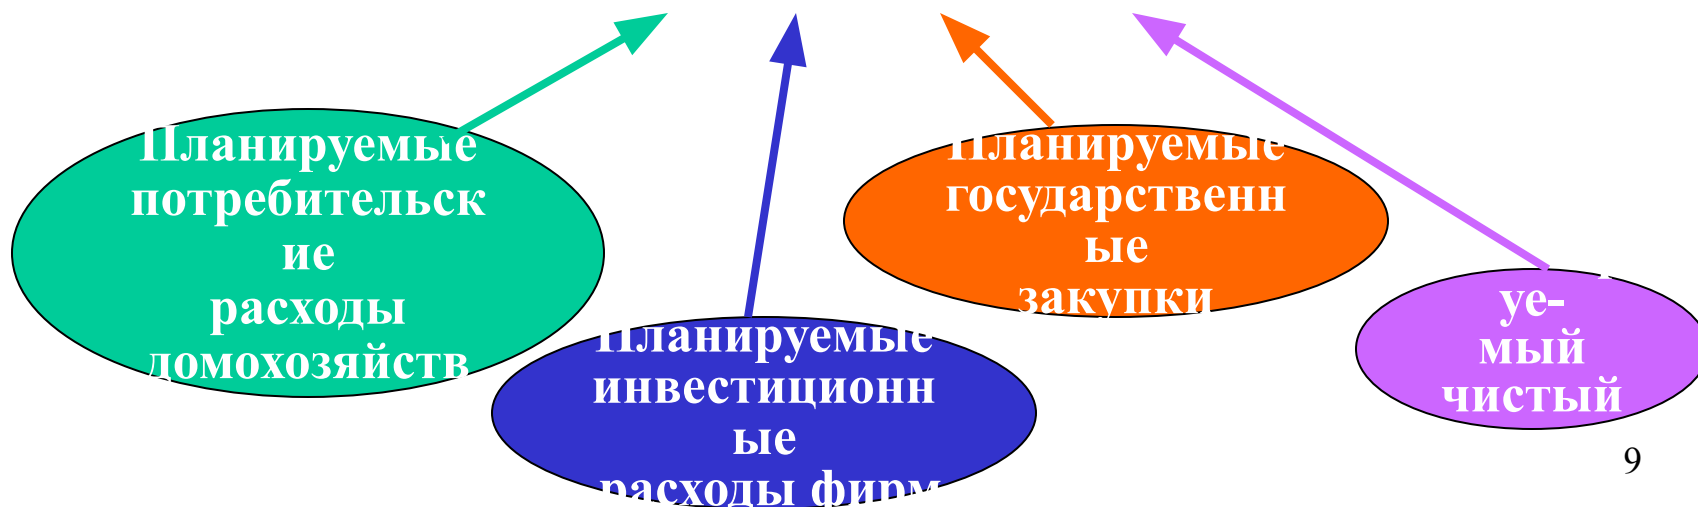 Планируемые
потребительск
ие
расходы
домохозяйств
Планируемые
инвестиционн
ые
расходы фирм
Планируемые
государственн
ые
закупки
уе-
мый
чистый
9